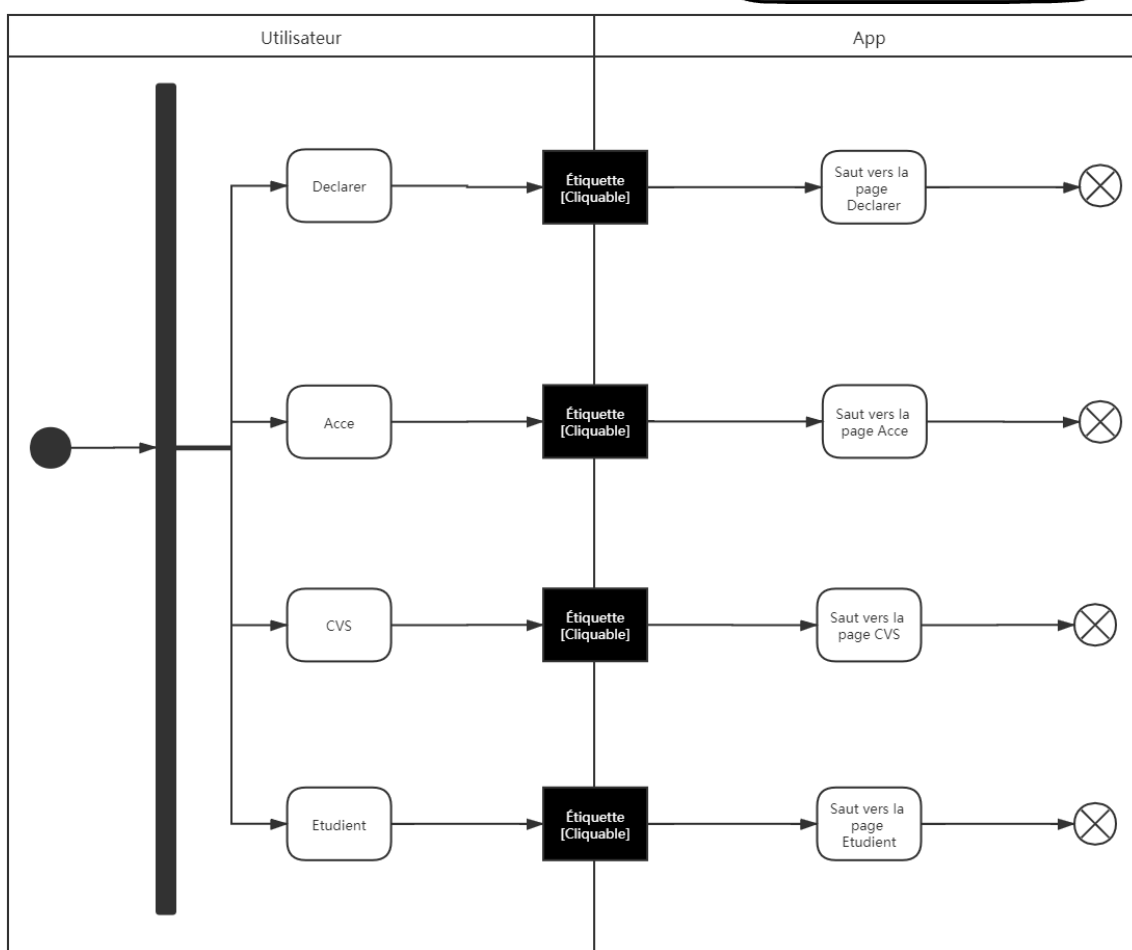 Utilisateur
App
Declarer
Étiquette
[Cliquable]
Saut vers la
page
Declarer
Acce
Étiquette
[Cliquable]
Saut vers la
page Acce
CVS
Étiquette
[Cliquable]
Saut vers la
page CVS
Etudient
Étiquette
[Cliquable]
Saut vers la
page
Etudient